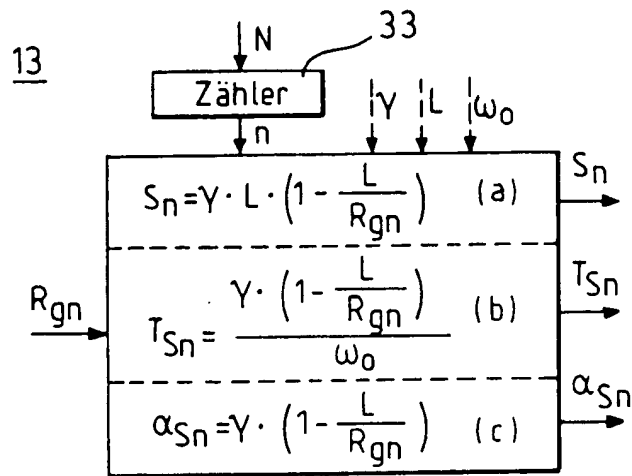 13
33
N
Zähler
n
γ L ω₀
Sₙ = γ · L · (1 - L/R_gn) (a)
Sₙ
R_gn
T_Sn = γ · (1 - L/R_gn) / ω₀ (b)
T_Sn
α_Sn = γ · (1 - L/R_gn) (c)
α_Sn